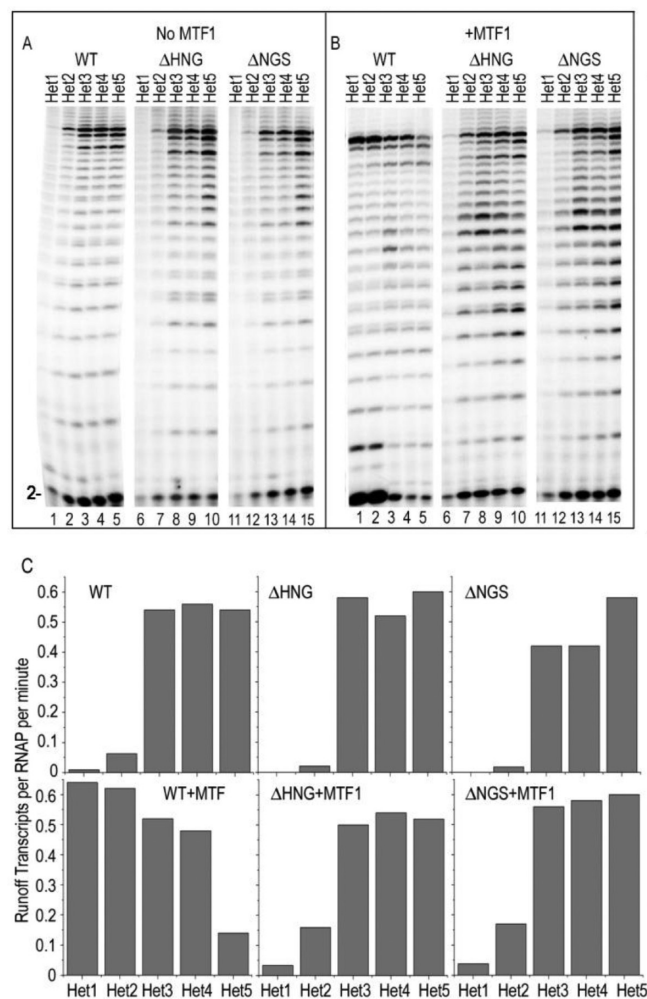 A No MTF1
WT ΔHNG ΔNGS
Het1 Het2 Het3 Het4 Het5 Het1 Het2 Het3 Het4 Het5 Het1 Het2 Het3 Het4 Het5
2-
1 2 3 4 5 6 7 8 9 10 11 12 13 14 15
B +MTF1
WT ΔHNG ΔNGS
Het1 Het2 Het3 Het4 Het5 Het1 Het2 Het3 Het4 Het5 Het1 Het2 Het3 Het4 Het5
1 2 3 4 5 6 7 8 9 10 11 12 13 14 15
C
Runoff Transcripts per RNAP per minute
WT ΔHNG ΔNGS
0.6
0.5
0.4
0.3
0.2
0.1
0
WT+MTF ΔHNG+MTF1 ΔNGS+MTF1
0.6
0.5
0.4
0.3
0.2
0.1
0
Het1 Het2 Het3 Het4 Het5 Het1 Het2 Het3 Het4 Het5 Het1 Het2 Het3 Het4 Het5